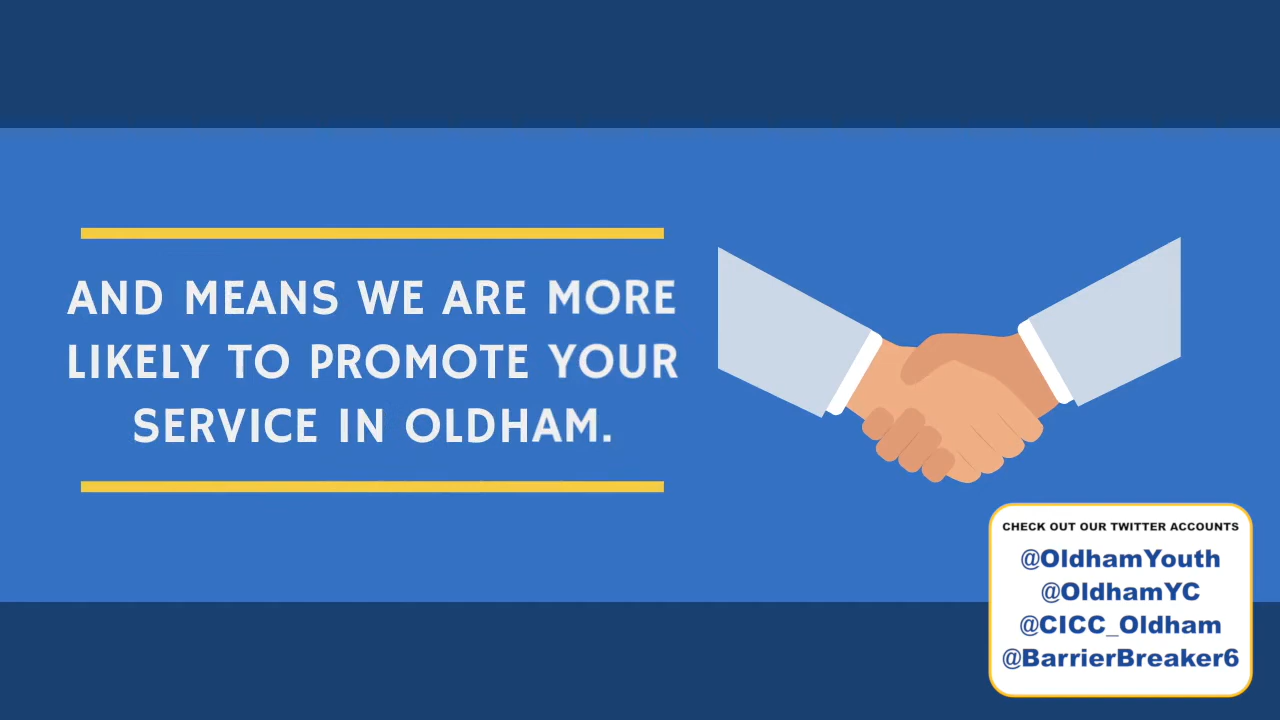 AND MEANS WE ARE MORE
LIKELY TO PROMOTE YOUR
SERVICE IN OLDHAM.
CHECK OUT OUR TWITTER ACCOUNTS
@OldhamYouth
@OldhamYC
@CICC_Oldham
@BarrierBreaker6